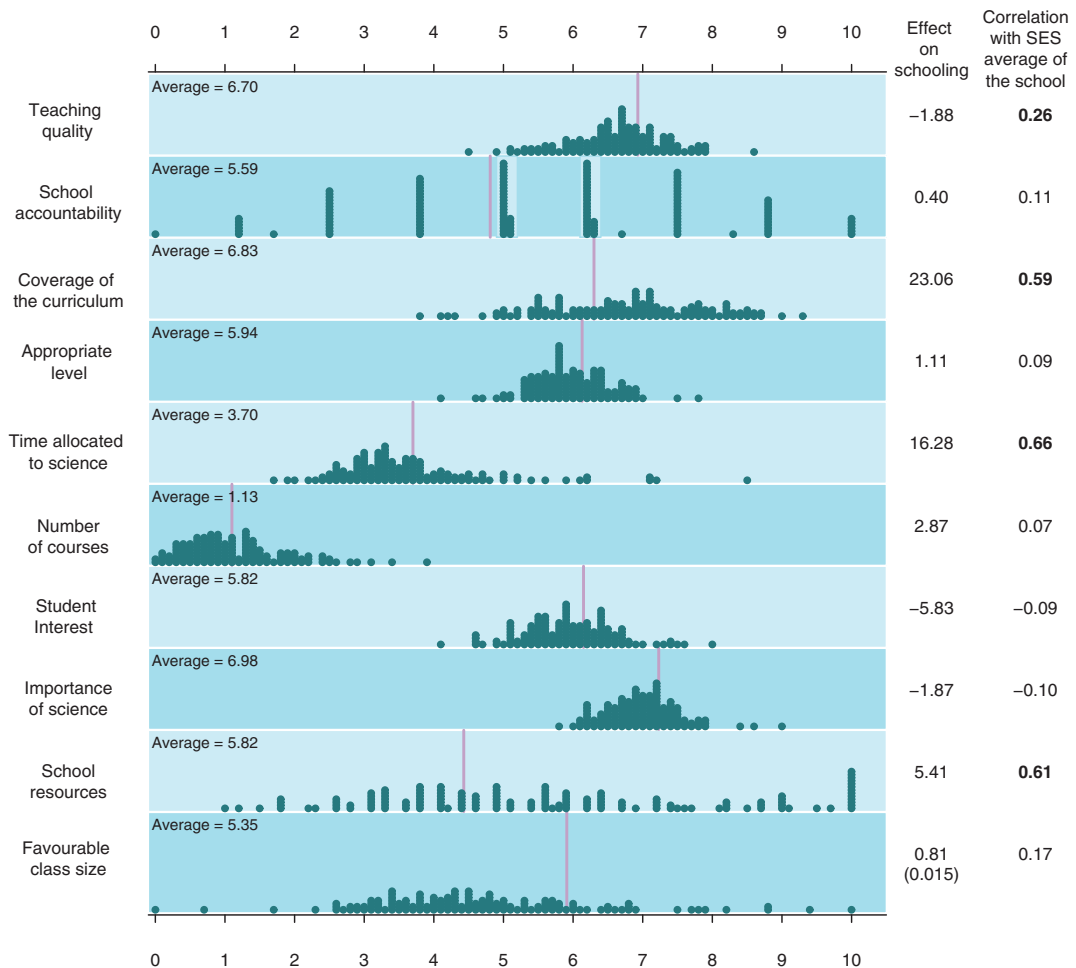 0 1 2 3 4 5 6 7 8 9 10
Effect
on
schooling
Correlation
with SES
average of
the school
Teaching
quality
Average = 6.70
−1.88
0.26
School
accountability
Average = 5.59
0.40
0.11
Coverage of
the curriculum
Average = 6.83
23.06
0.59
Appropriate
level
Average = 5.94
1.11
0.09
Time allocated
to science
Average = 3.70
16.28
0.66
Number
of courses
Average = 1.13
2.87
0.07
Student
Interest
Average = 5.82
−5.83
−0.09
Importance
of science
Average = 6.98
−1.87
−0.10
School
resources
Average = 5.82
5.41
0.61
Favourable
class size
Average = 5.35
0.81
(0.015)
0.17
0 1 2 3 4 5 6 7 8 9 10